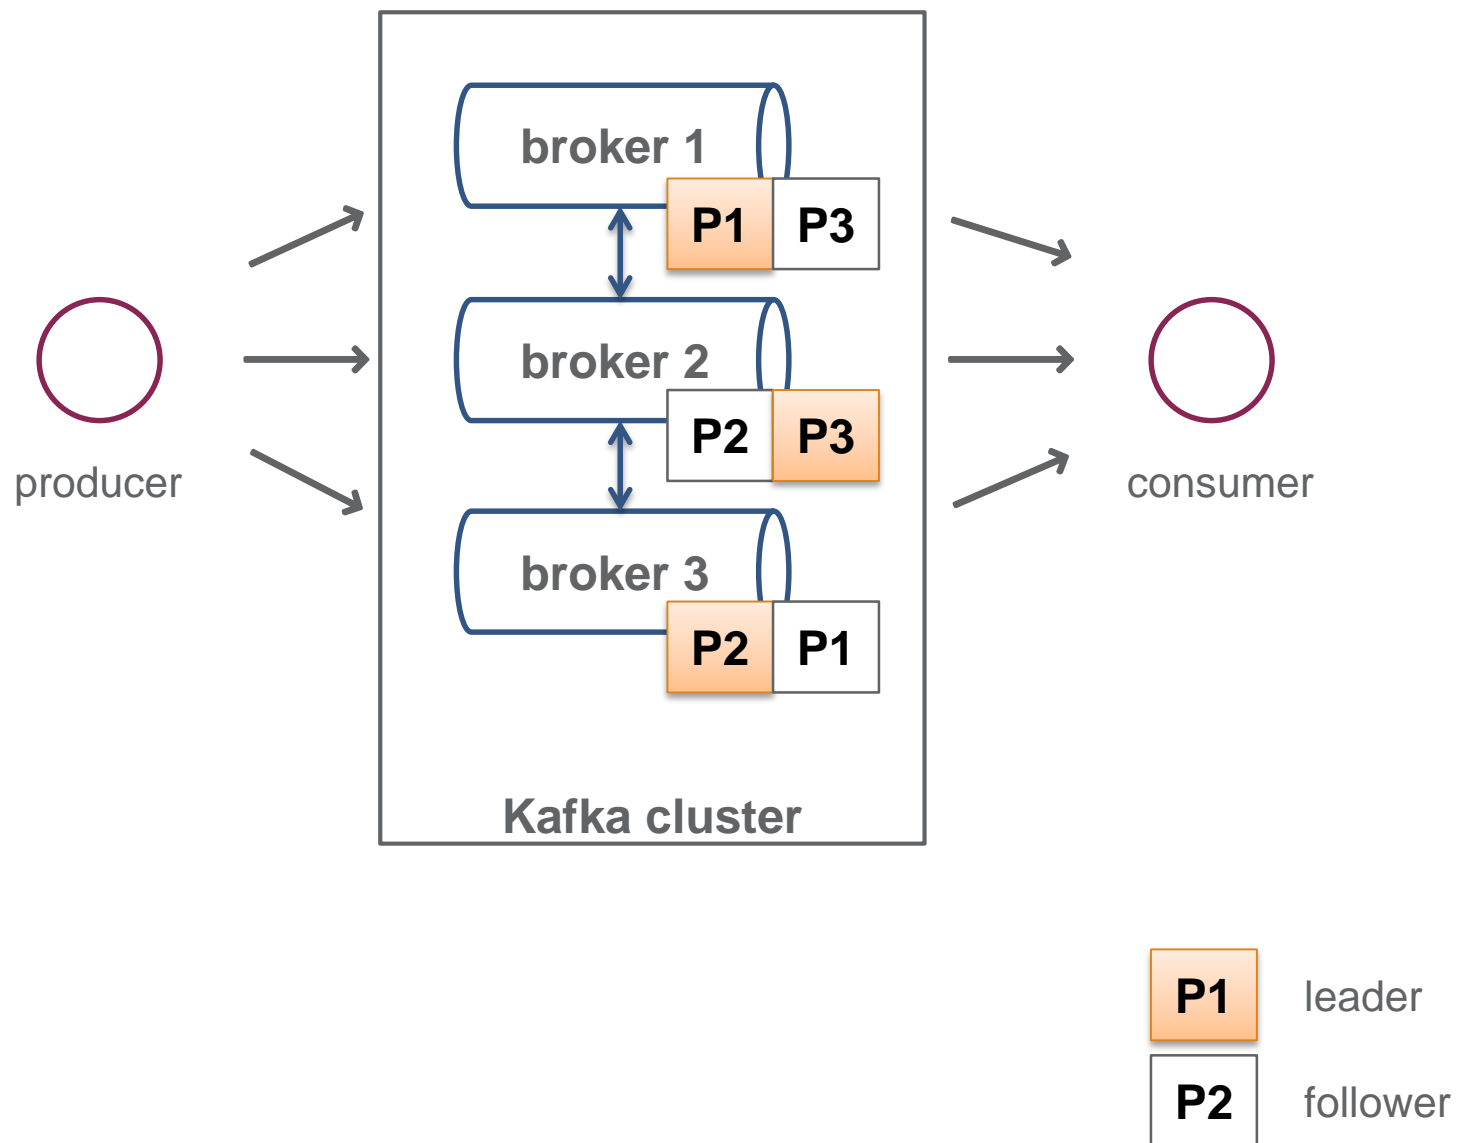 broker 1
P1 P3
broker 2
P2 P3
producer
consumer
broker 3
P2 P1
Kafka cluster
P1 leader
P2 follower